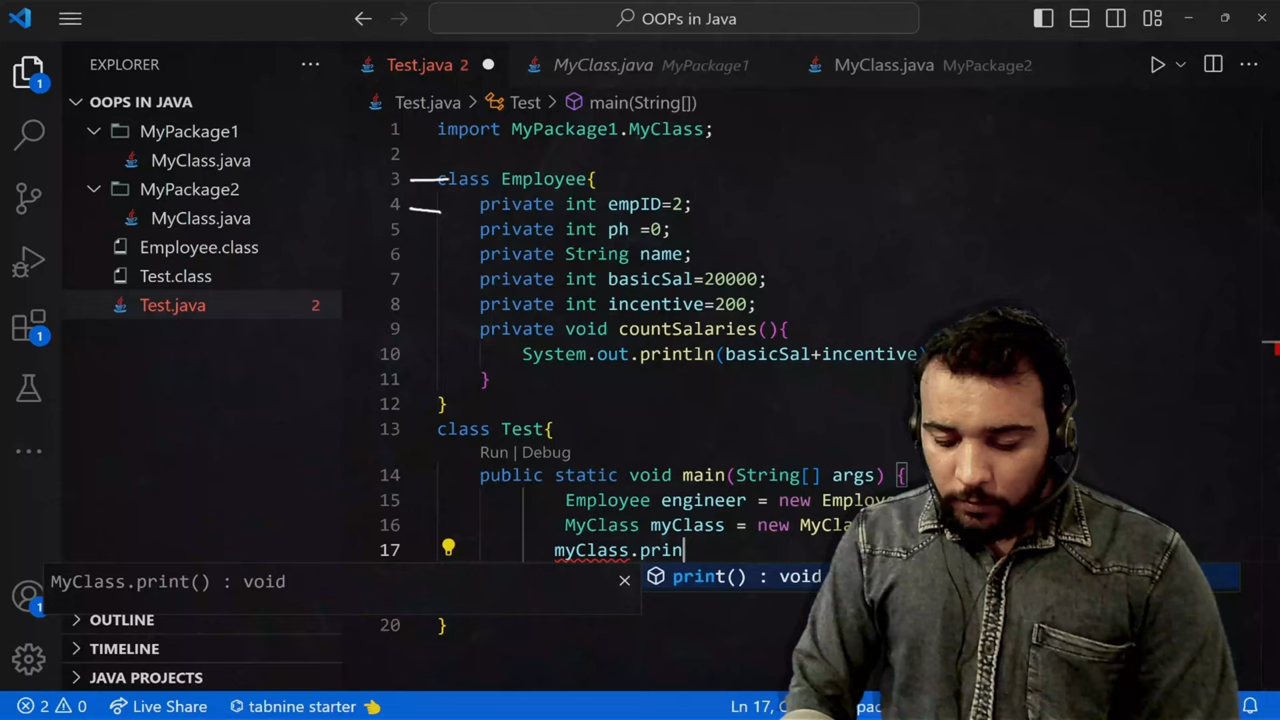 OOPs in Java
EXPLORER
OOPS IN JAVA
MyPackage1
MyClass.java
MyPackage2
MyClass.java
Employee.class
Test.class
Test.java 2
OUTLINE
TIMELINE
JAVA PROJECTS
1
1
1
Test.java 2
MyClass.java MyPackage1
MyClass.java MyPackage2
Test.java > Test > main(String[])
1 import MyPackage1.MyClass;
2
3 class Employee{
4 private int empID=2;
5 private int ph =0;
6 private String name;
7 private int basicSal=20000;
8 private int incentive=200;
9 private void countSalaries(){
10 System.out.println(basicSal+incentive)
11 }
12 }
13 class Test{
Run | Debug
14 public static void main(String[] args) {
15 Employee engineer = new
16 MyClass myClass = new
17 myClass.prin
MyClass.print() : void
print() : void
20 }
2 0 Live Share tabnine starter
Ln 17,